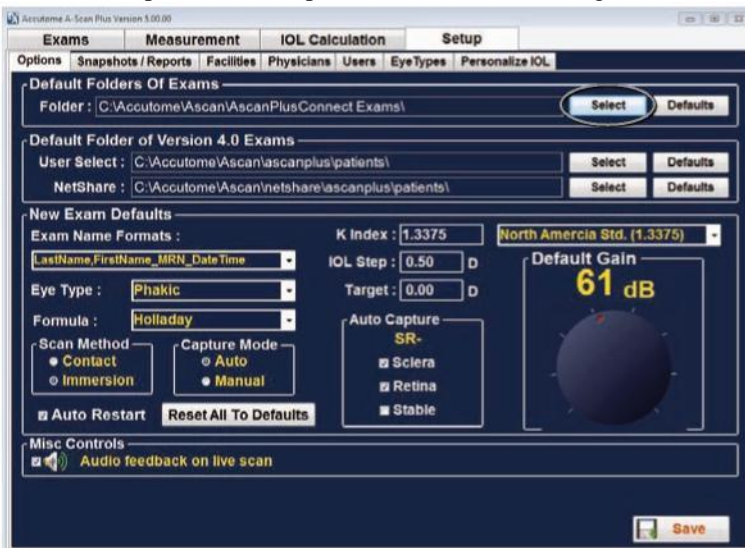 Accutome A-Scan Plus Version 5.00.00
Exams Measurement IOL Calculation Setup
Options Snapshots / Reports Facilities Physicians Users EyeTypes Personalize IOL
Default Folders Of Exams
Folder : C:\Accutome\Ascan\AscanPlusConnect Exams\ Select Defaults
Default Folder of Version 4.0 Exams
User Select : C:\Accutome\Ascan\ascanplus\patients\ Select Defaults
NetShare : C:\Accutome\Ascan\netshare\ascanplus\patients\ Select Defaults
New Exam Defaults
Exam Name Formats : K Index : 1.3375 North Amercia Std. (1.3375)
LastName,FirstName_MRN_DateTime IOL Step : 0.50 D Default Gain
Eye Type : Phakic Target : 0.00 D 61 dB
Formula : Holladay Auto Capture
Scan Method Capture Mode SR-
Contact Auto Sclera
Immersion Manual Retina
Auto Restart Reset All To Defaults Stable
Misc Controls
Audio feedback on live scan
Save